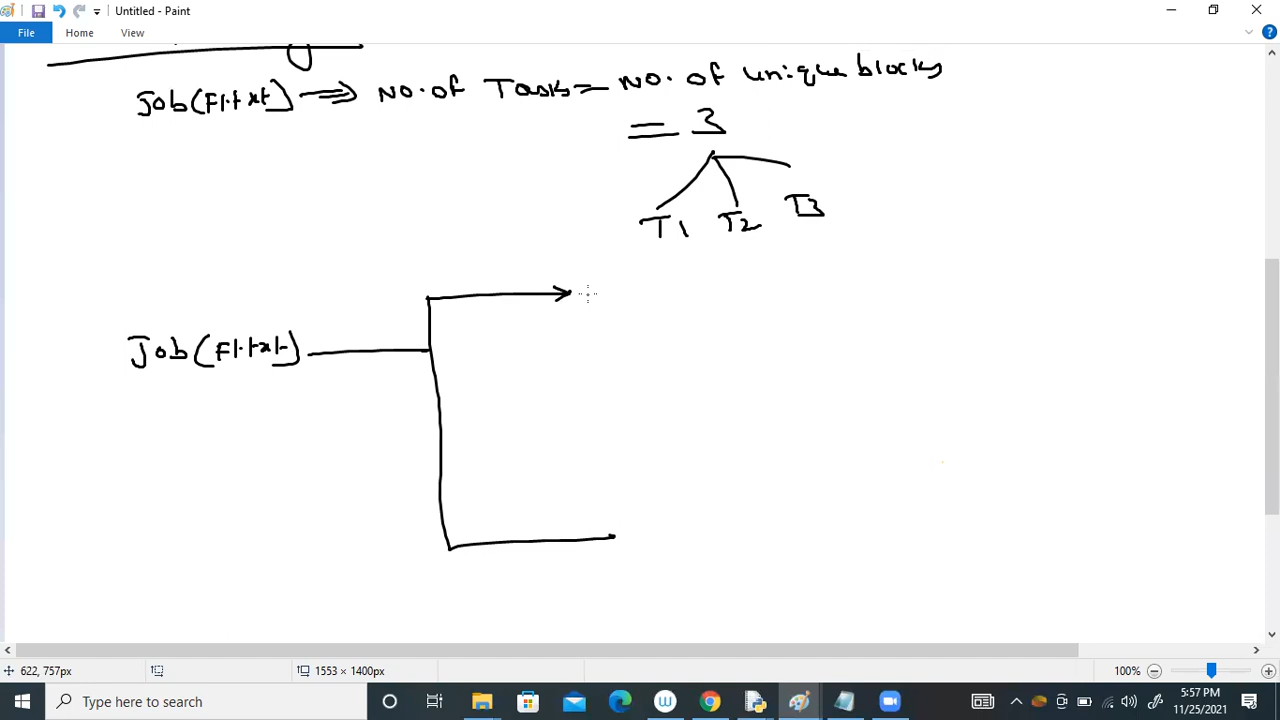 Untitled - Paint
File Home View
Job(F1.txt) ⇒ No. of Tasks = No. of unique blocks
= 3
T1 T2 T3
Job(F1.txt)
622, 757px
1553 × 1400px
100%
Type here to search
5:57 PM
11/25/2021